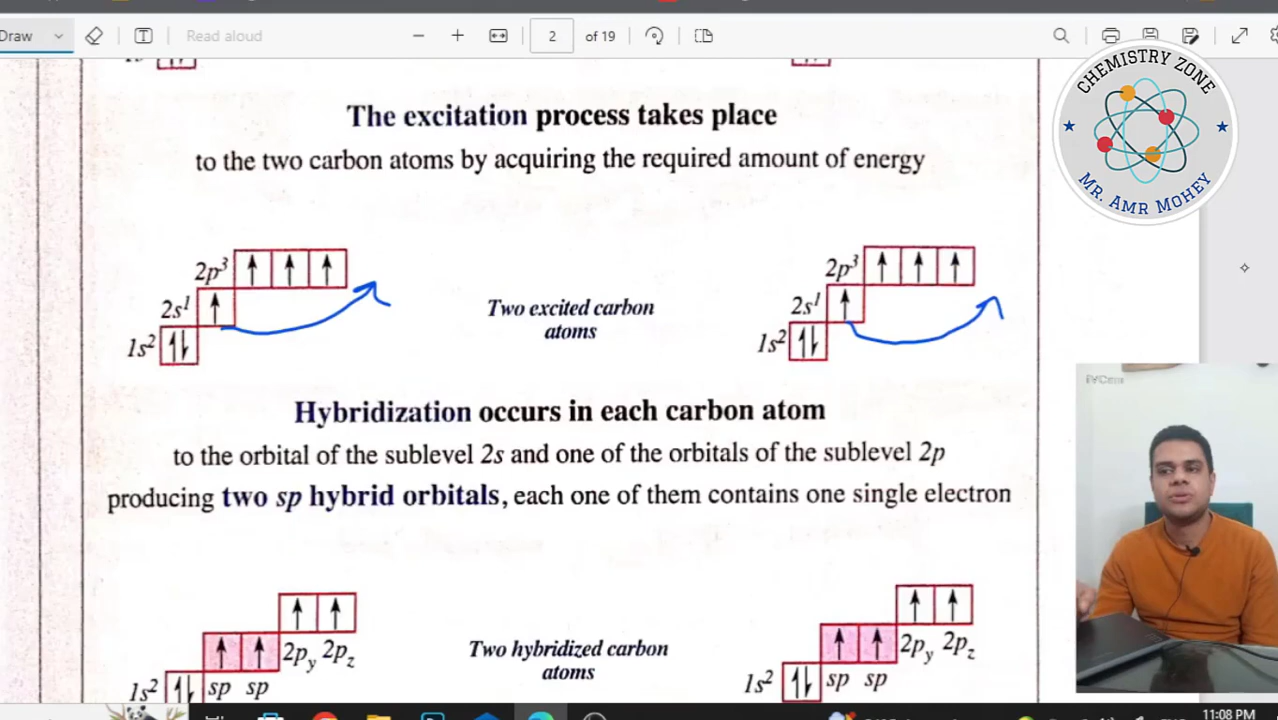 Draw
Read aloud
2 of 19
CHEMISTRY ZONE
MR. AMR MOHEY
The excitation process takes place
to the two carbon atoms by acquiring the required amount of energy
2p³
2s¹
1s²
Two excited carbon
atoms
2p³
2s¹
1s²
Hybridization occurs in each carbon atom
to the orbital of the sublevel 2s and one of the orbitals of the sublevel 2p
producing two sp hybrid orbitals, each one of them contains one single electron
2py 2pz
1s² sp sp
Two hybridized carbon
atoms
2py 2pz
1s² sp sp
11:08 PM